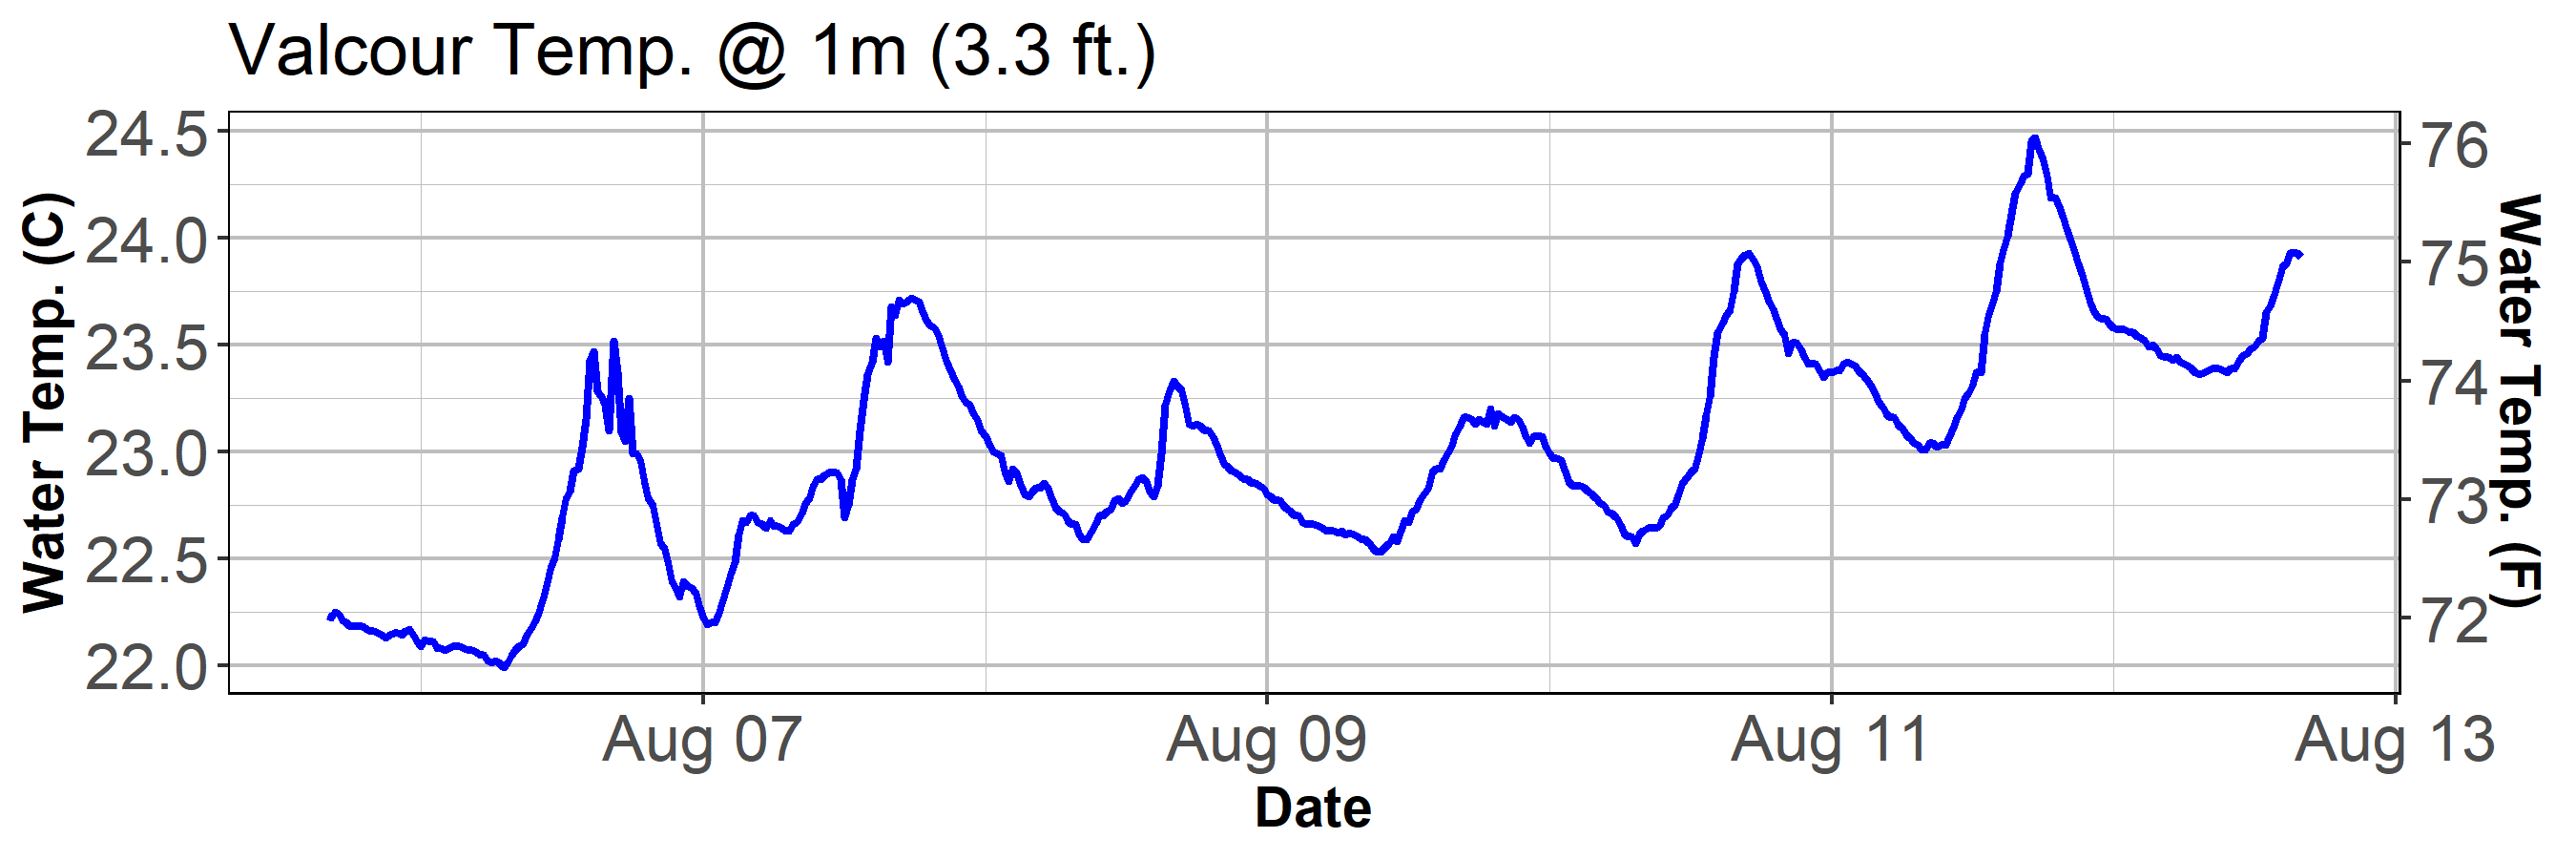 Valcour Temp. @ 1m (3.3 ft.)
24.5
24.0
23.5
23.0
22.5
22.0
Water Temp. (C)
76
75
74
73
72
Water Temp. (F)
Aug 07
Aug 09
Aug 11
Aug 13
Date